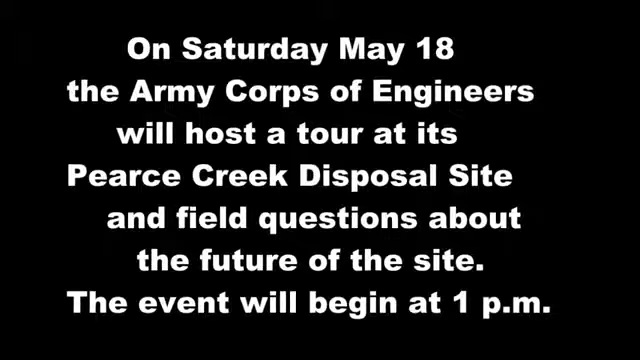 On Saturday May 18
the Army Corps of Engineers
will host a tour at its
Pearce Creek Disposal Site
and field questions about
the future of the site.
The event will begin at 1 p.m.